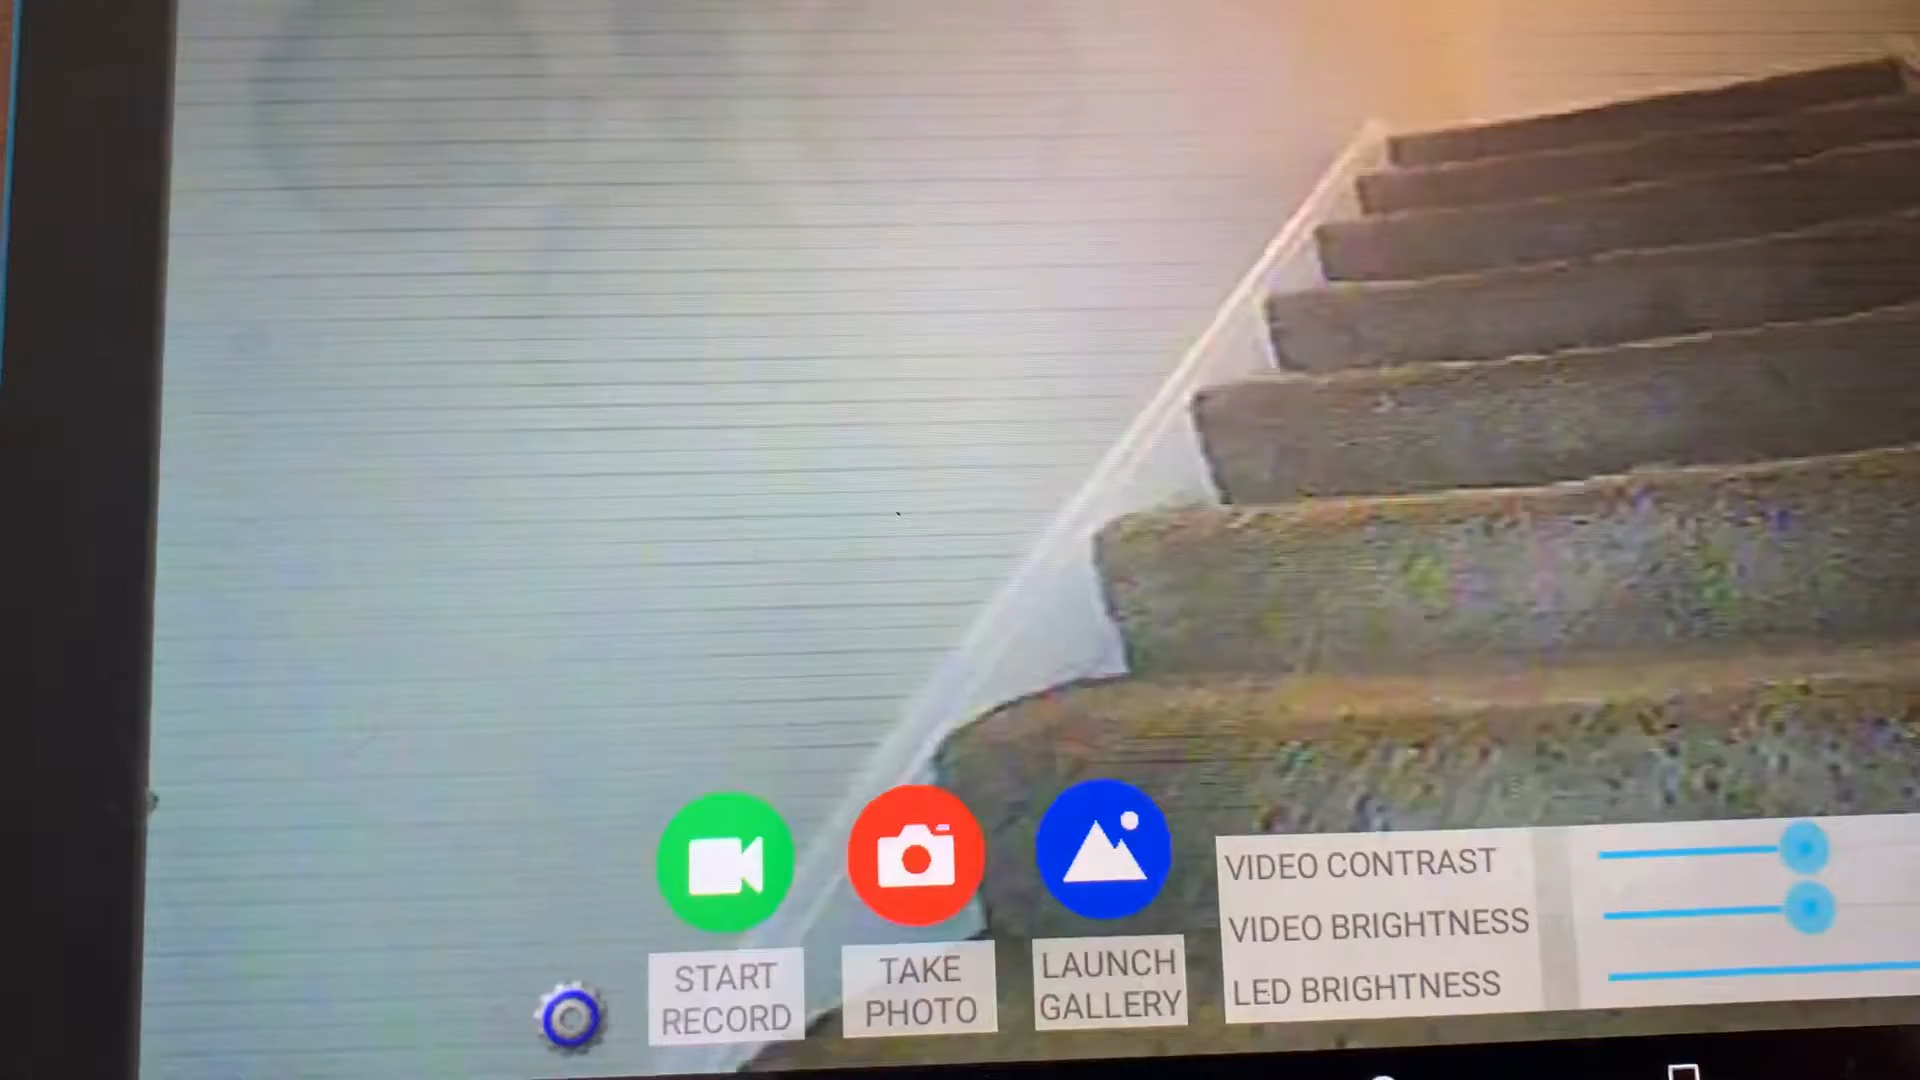 START
RECORD
TAKE
PHOTO
LAUNCH
GALLERY
VIDEO CONTRAST
VIDEO BRIGHTNESS
LED BRIGHTNESS